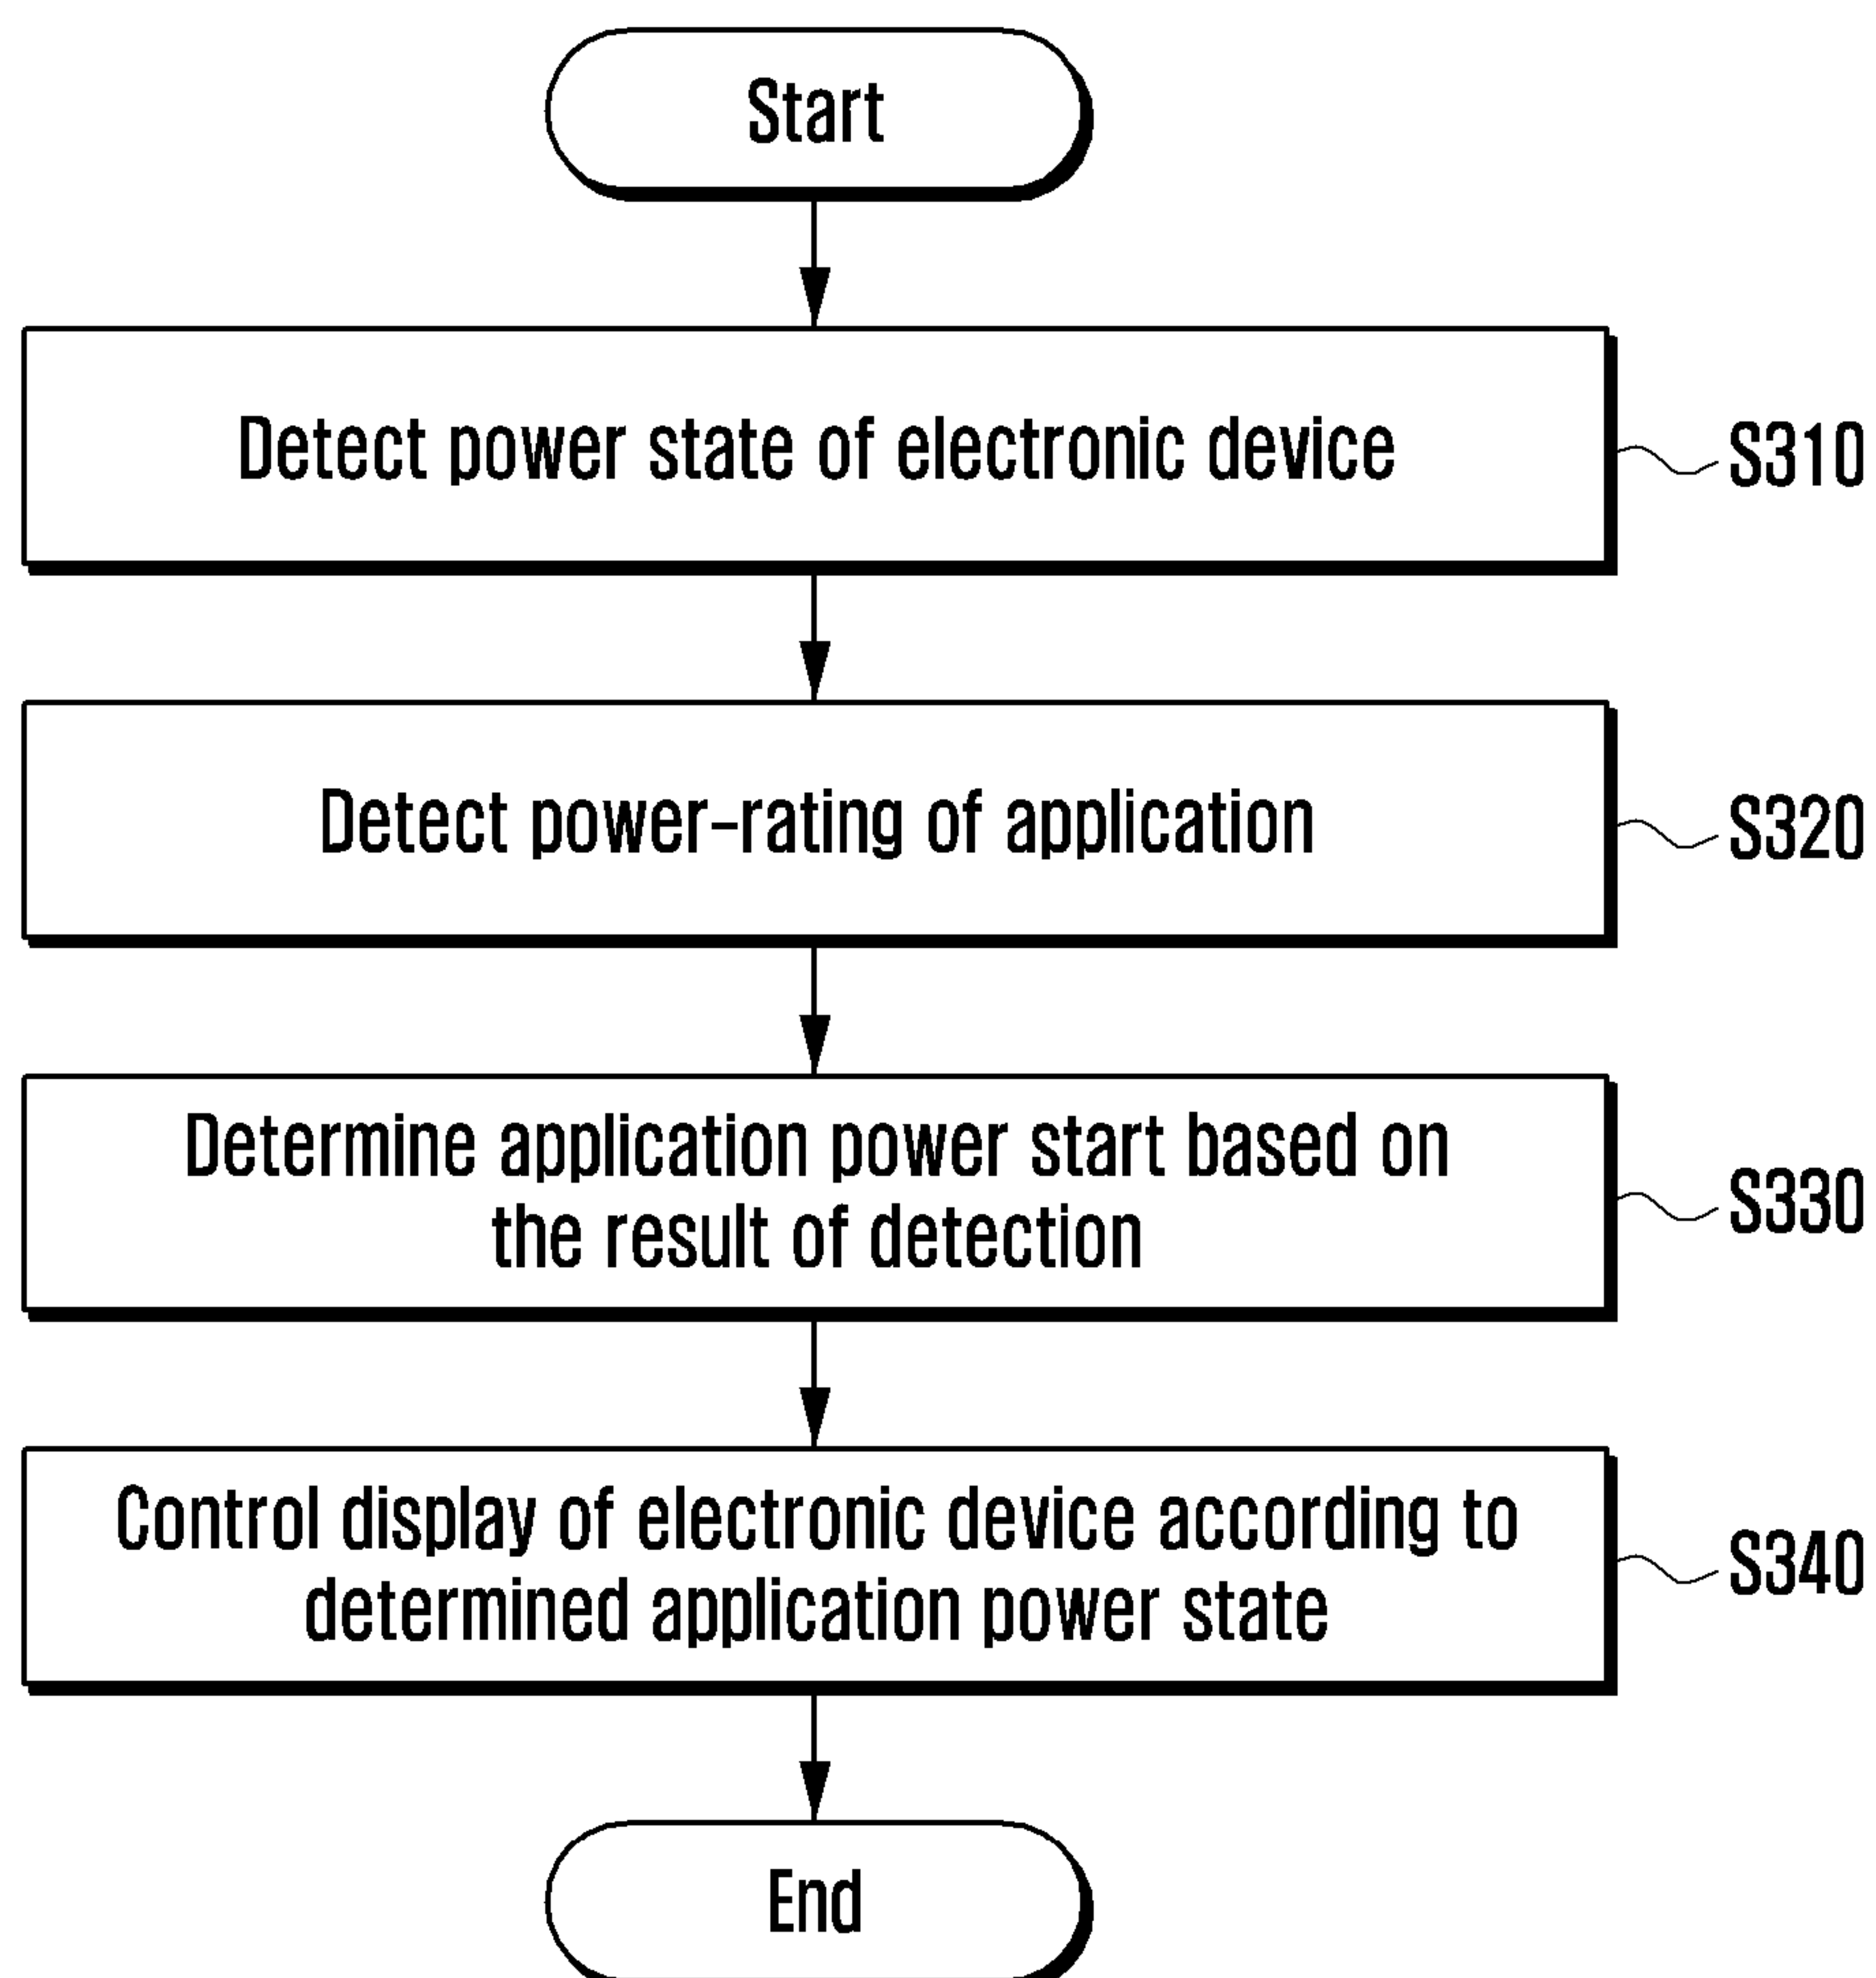 Start
Detect power state of electronic device
S310
Detect power-rating of application
S320
Determine application power start based on
the result of detection
S330
Control display of electronic device according to
determined application power state
S340
End